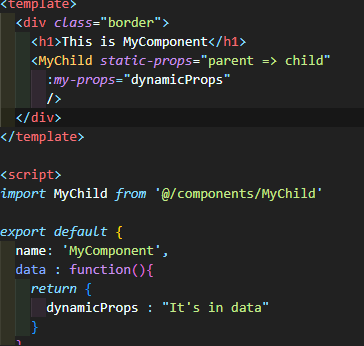 <template>
  <div class="border">
    <h1>This is MyComponent</h1>
    <MyChild static-props="parent => child"
      :my-props="dynamicProps"
      />
  </div>
</template>

<script>
import MyChild from '@/components/MyChild'

export default {
  name: 'MyComponent',
  data : function(){
    return {
      dynamicProps : "It's in data"
    }
  }